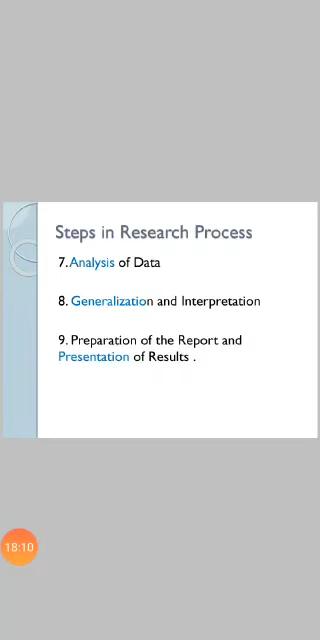 Steps in Research Process
7. Analysis of Data
8. Generalization and Interpretation
9. Preparation of the Report and
Presentation of Results .
18:10